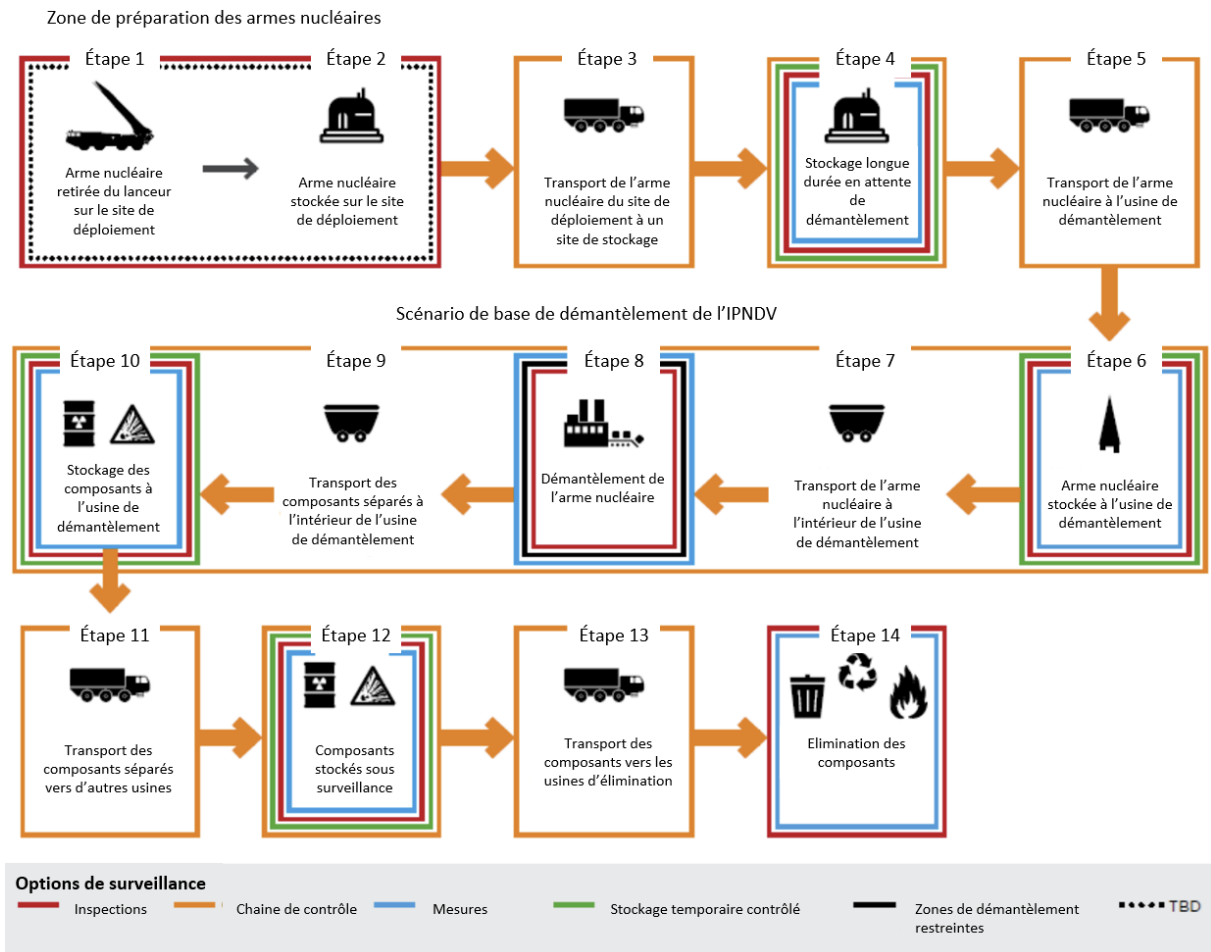 Zone de préparation des armes nucléaires
Étape 1
Arme nucléaire
retirée du lanceur
sur le site de
déploiement
Étape 2
Arme nucléaire
stockée sur le site
de déploiement
Étape 3
Transport de l’arme
nucléaire du site de
déploiement à un
site de stockage
Étape 4
Stockage longue
durée en attente
de
démantèlement
Étape 5
Transport de l’arme
nucléaire à l’usine de
démantèlement
Scénario de base de démantèlement de l’IPNDV
Étape 10
Stockage des
composants à
l’usine de
démantèlement
Étape 9
Transport des
composants séparés à
l’intérieur de l’usine
de démantèlement
Étape 8
Démantèlement de
l’arme nucléaire
Étape 7
Transport de l’arme
nucléaire à
l’intérieur de l’usine
de démantèlement
Étape 6
Arme nucléaire
stockée à l’usine de
démantèlement
Étape 11
Transport des
composants séparés
vers d’autres usines
Étape 12
Composants
stockés sous
surveillance
Étape 13
Transport des
composants vers les
usines d’élimination
Étape 14
Elimination des
composants
Options de surveillance
Inspections
Chaine de contrôle
Mesures
Stockage temporaire contrôlé
Zones de démantèlement
restreintes
TBD